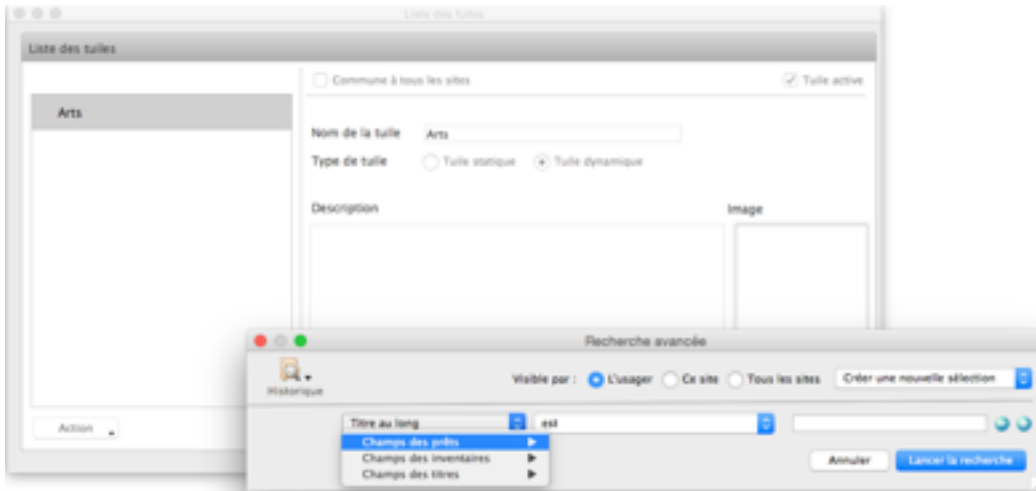 Liste des tuiles
Liste des tuiles
Commune à tous les sites
Tuile active
Arts
Nom de la tuile
Arts
Type de tuile
Tuile statique
Tuile dynamique
Description
Image
Recherche avancée
Historique
Visible par :
L'usager
Ce site
Tous les sites
Créer une nouvelle sélection
Action
Titre au long
est
Champs des prêts
Champs des inventaires
Champs des titres
Annuler
Lancer la recherche